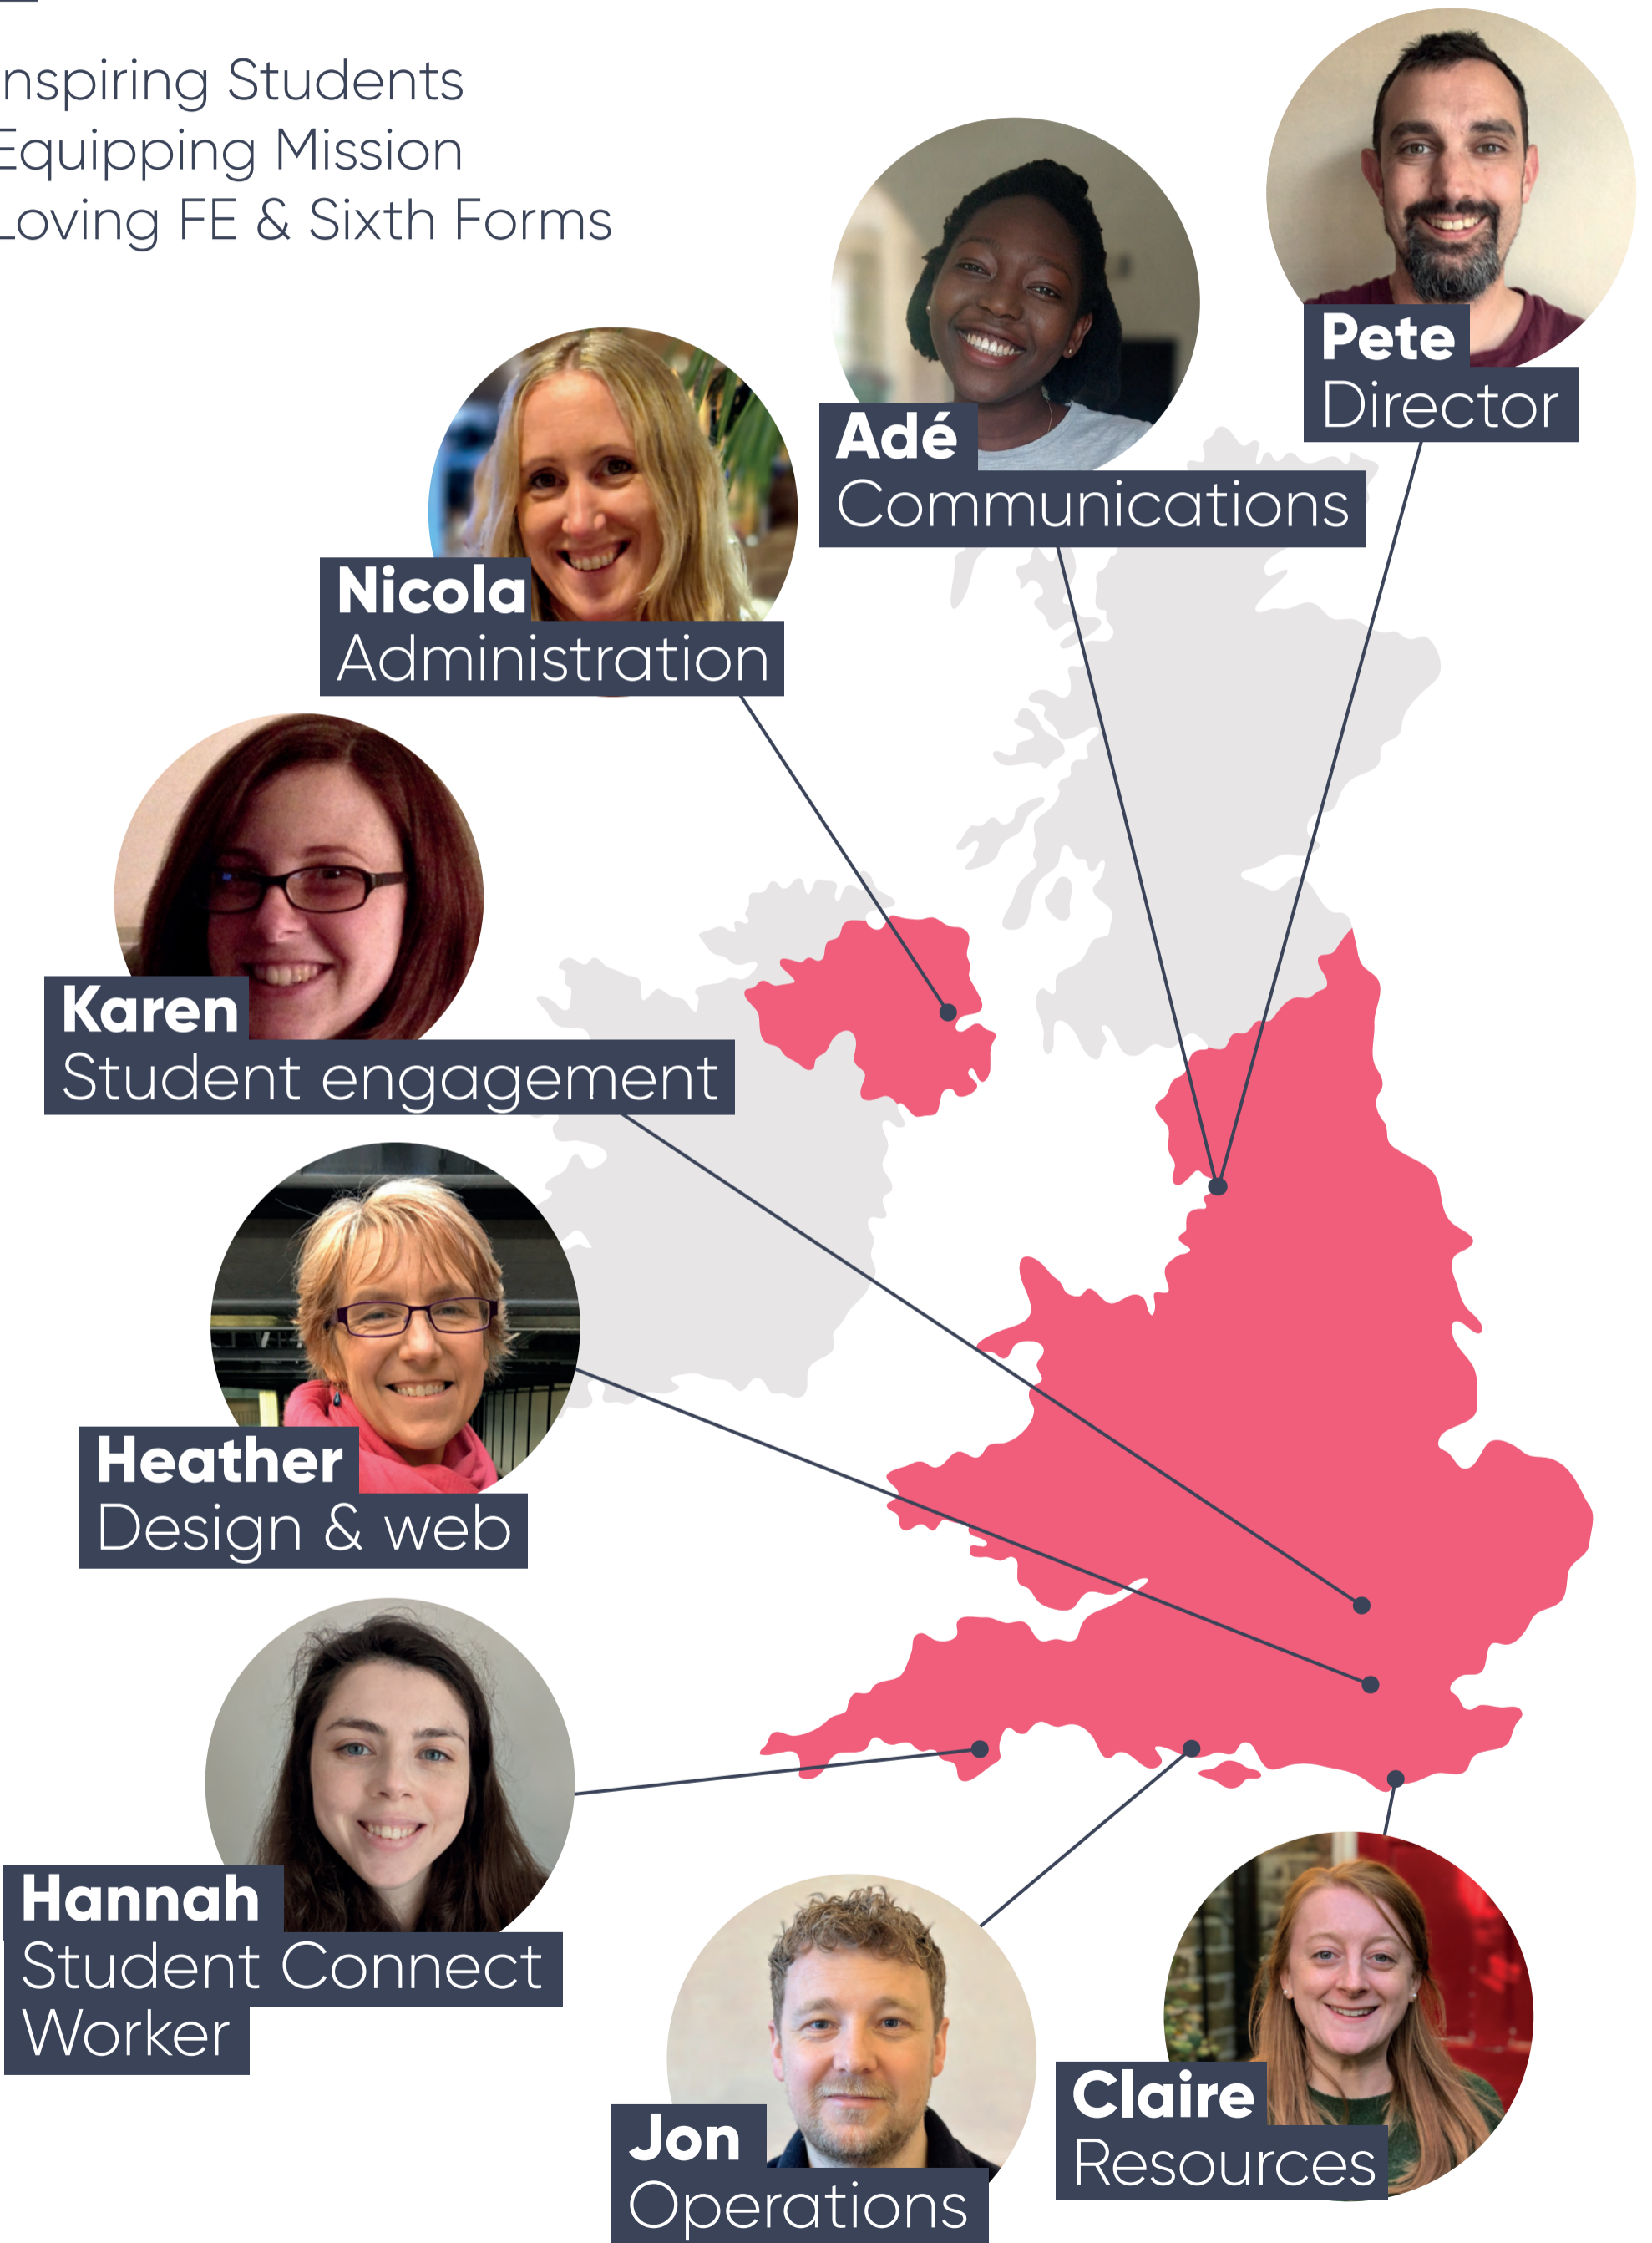 nspiring Students
Equipping Mission
Loving FE & Sixth Forms
Pete
Director
Adé
Communications
Nicola
Administration
Karen
Student engagement
Heather
Design & web
Hannah
Student Connect
Worker
Jon
Operations
Claire
Resources